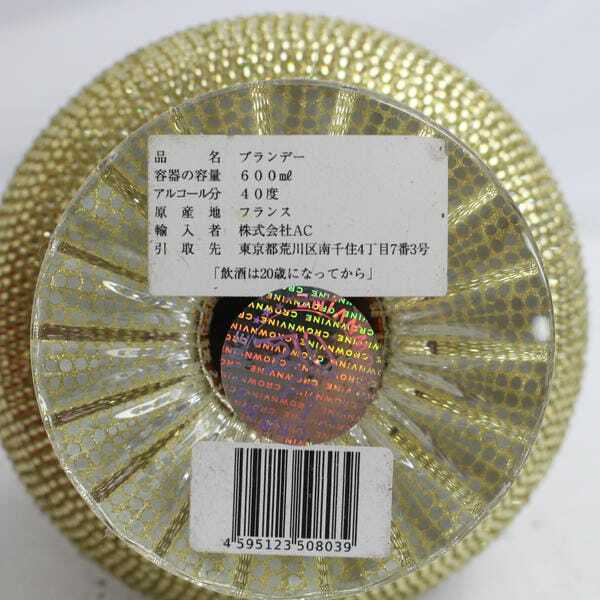 品名 ブランデー
容器の容量 600㎖
アルコール分 40度
原産地 フランス
輸入者 株式会社AC
引取先 東京都荒川区南千住4丁目7番3号
「飲酒は20歳になってから」
CROWNVINE CROWNVINE
4 595123 508039